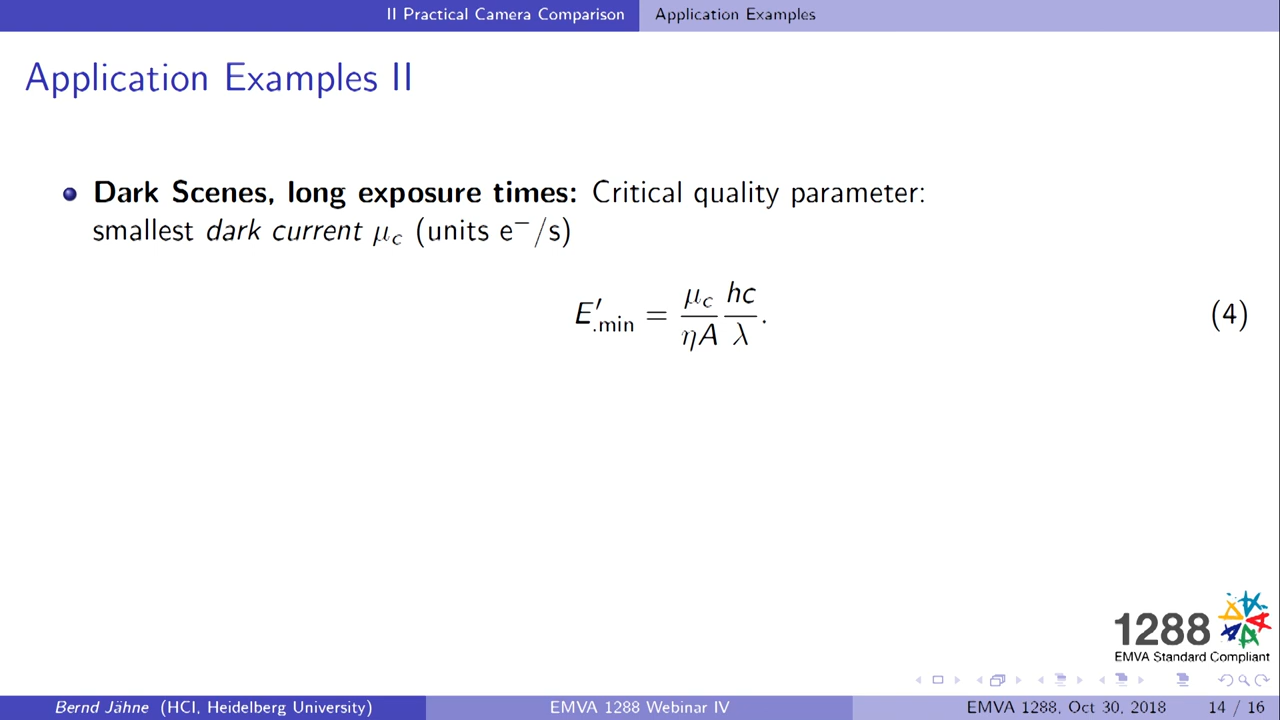 II Practical Camera Comparison Application Examples
Application Examples II
Dark Scenes, long exposure times: Critical quality parameter:
smallest dark current μc (units e⁻/s)
E′.min = μc/ηA hc/λ. (4)
1288
EMVA Standard Compliant
Bernd Jähne (HCI, Heidelberg University) EMVA 1288 Webinar IV EMVA 1288, Oct 30, 2018 14 / 16